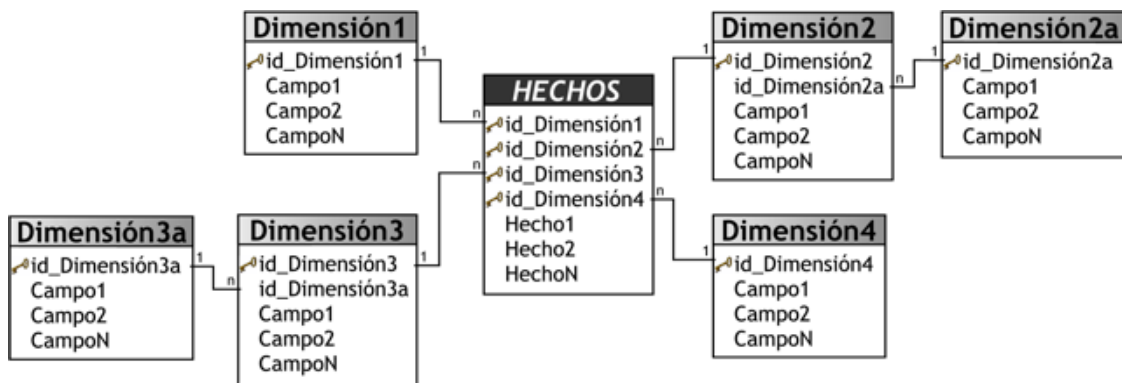 Dimensión1
1
id_Dimensión1
Campo1
Campo2
CampoN
n
HECHOS
id_Dimensión1
id_Dimensión2
id_Dimensión3
id_Dimensión4
Hecho1
Hecho2
HechoN
n
n
n
Dimensión2
1
id_Dimensión2
id_Dimensión2a
n
Campo1
Campo2
CampoN
Dimensión2a
1
id_Dimensión2a
Campo1
Campo2
CampoN
Dimensión3a
id_Dimensión3a
1
Campo1
Campo2
CampoN
Dimensión3
id_Dimensión3
1
n
id_Dimensión3a
Campo1
Campo2
CampoN
Dimensión4
1
id_Dimensión4
Campo1
Campo2
CampoN